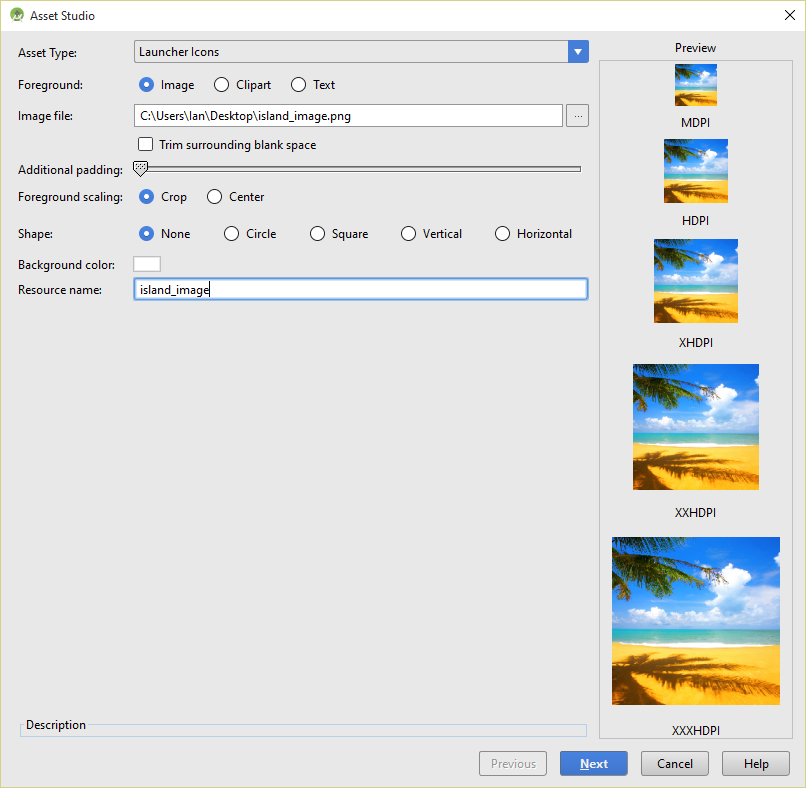 Asset Studio
Asset Type: Launcher Icons
Foreground: Image Clipart Text
Image file: C:\Users\Ian\Desktop\island_image.png ...
Trim surrounding blank space
Additional padding:
Foreground scaling: Crop Center
Shape: None Circle Square Vertical Horizontal
Background color:
Resource name: island_image
Preview
MDPI
HDPI
XHDPI
XXHDPI
XXXHDPI
Description
Previous Next Cancel Help